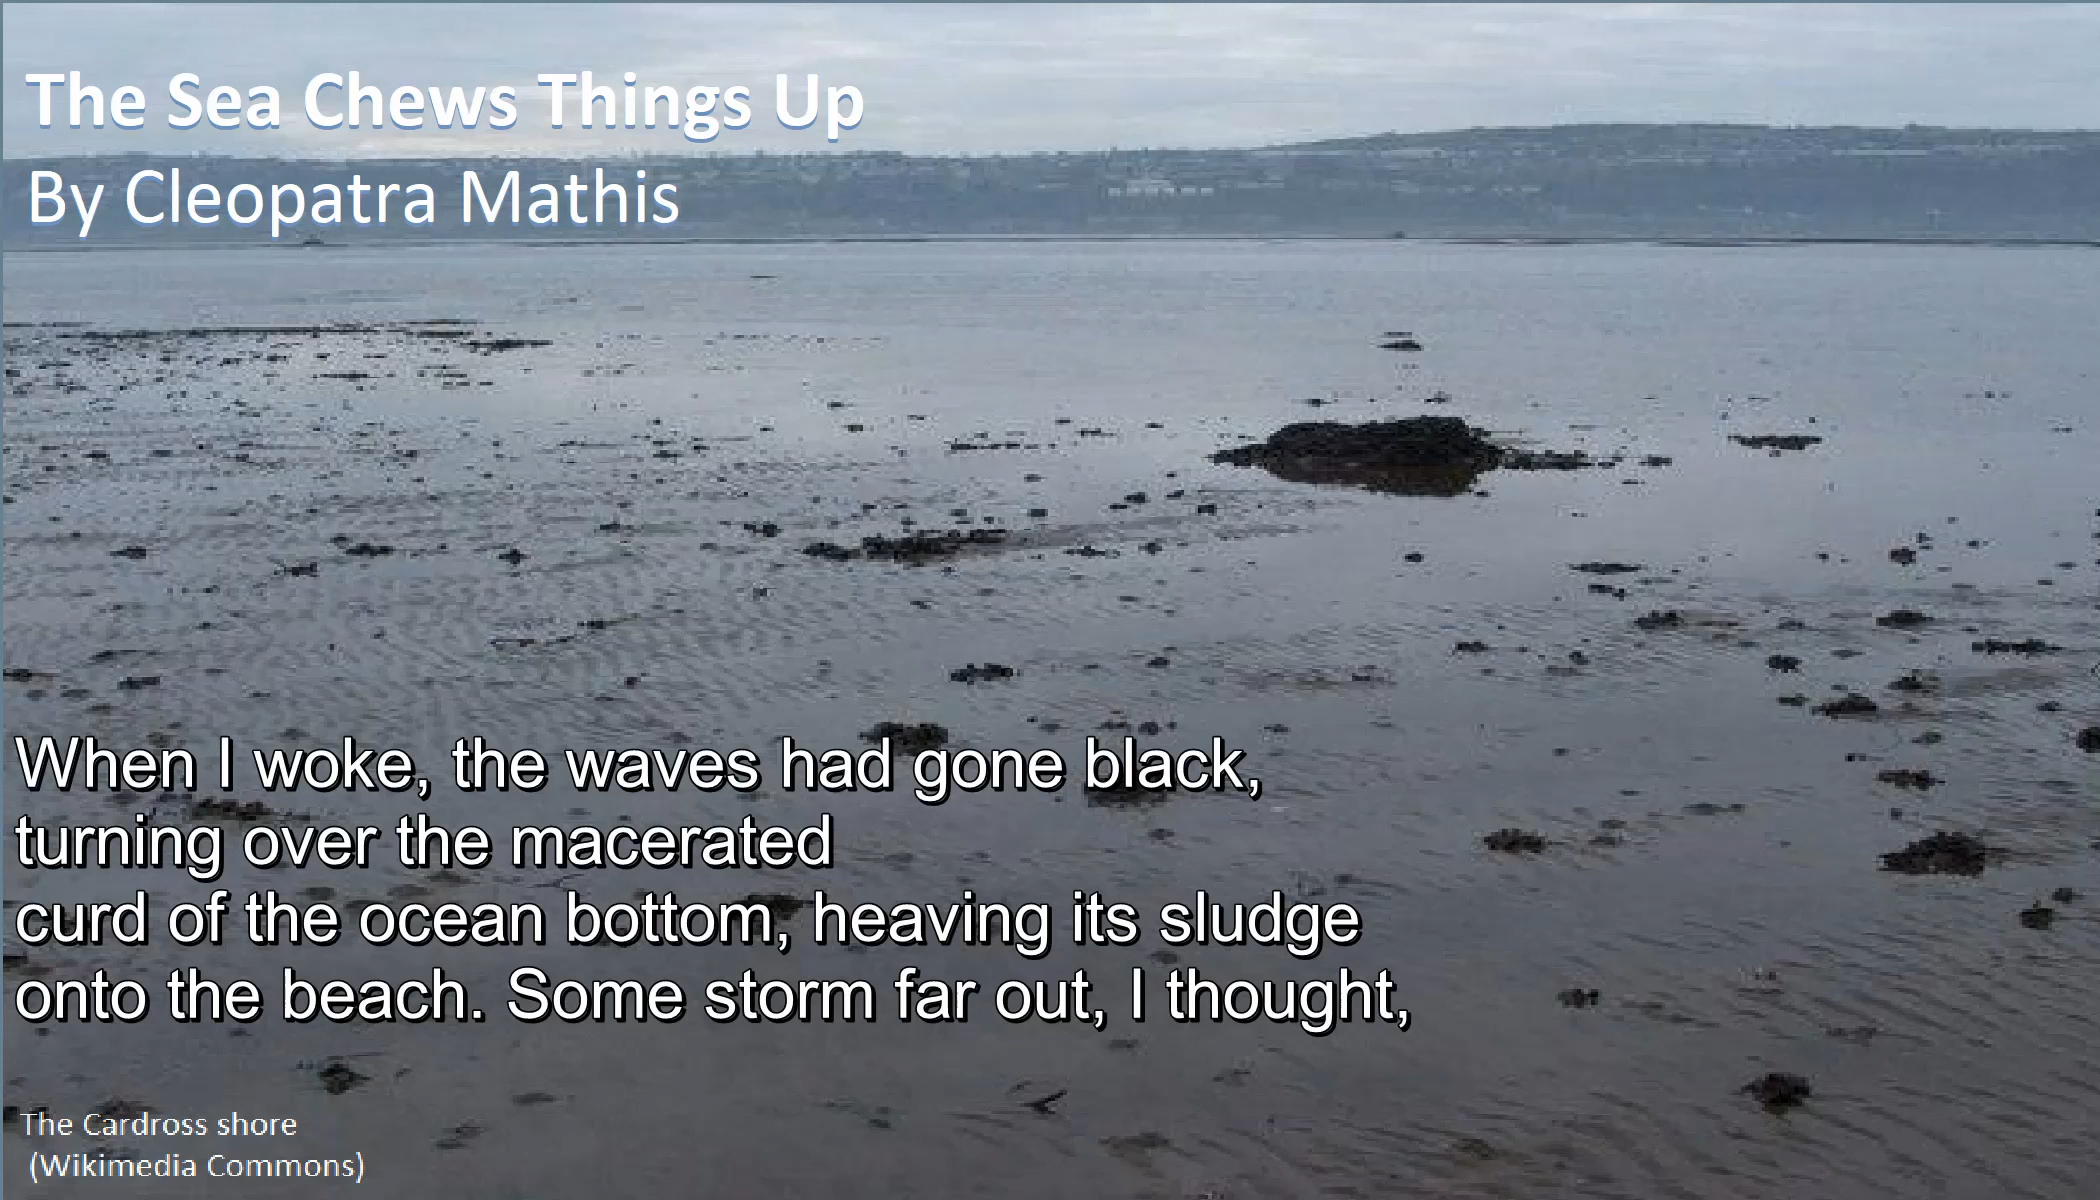 The Sea Chews Things Up
By Cleopatra Mathis
When I woke, the waves had gone black,
turning over the macerated
curd of the ocean bottom, heaving its sludge
onto the beach. Some storm far out, I thought,
The Cardross shore
(Wikimedia Commons)